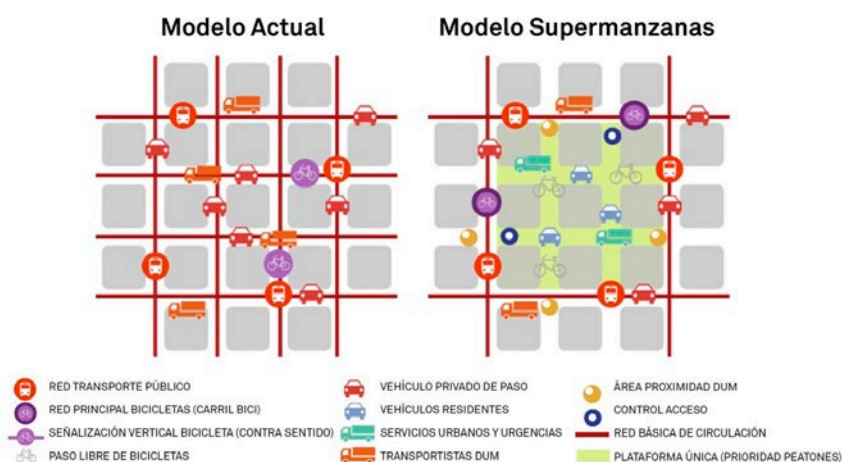 Modelo Actual
Modelo Supermanzanas
RED TRANSPORTE PÚBLICO
RED PRINCIPAL BICICLETAS (CARRIL BICI)
SEÑALIZACIÓN VERTICAL BICICLETA (CONTRA SENTIDO)
PASO LIBRE DE BICICLETAS
VEHÍCULO PRIVADO DE PASO
VEHÍCULOS RESIDENTES
SERVICIOS URBANOS Y URGENCIAS
TRANSPORTISTAS DUM
ÁREA PROXIMIDAD DUM
CONTROL ACCESO
RED BÁSICA DE CIRCULACIÓN
PLATAFORMA ÚNICA (PRIORIDAD PEATONES)